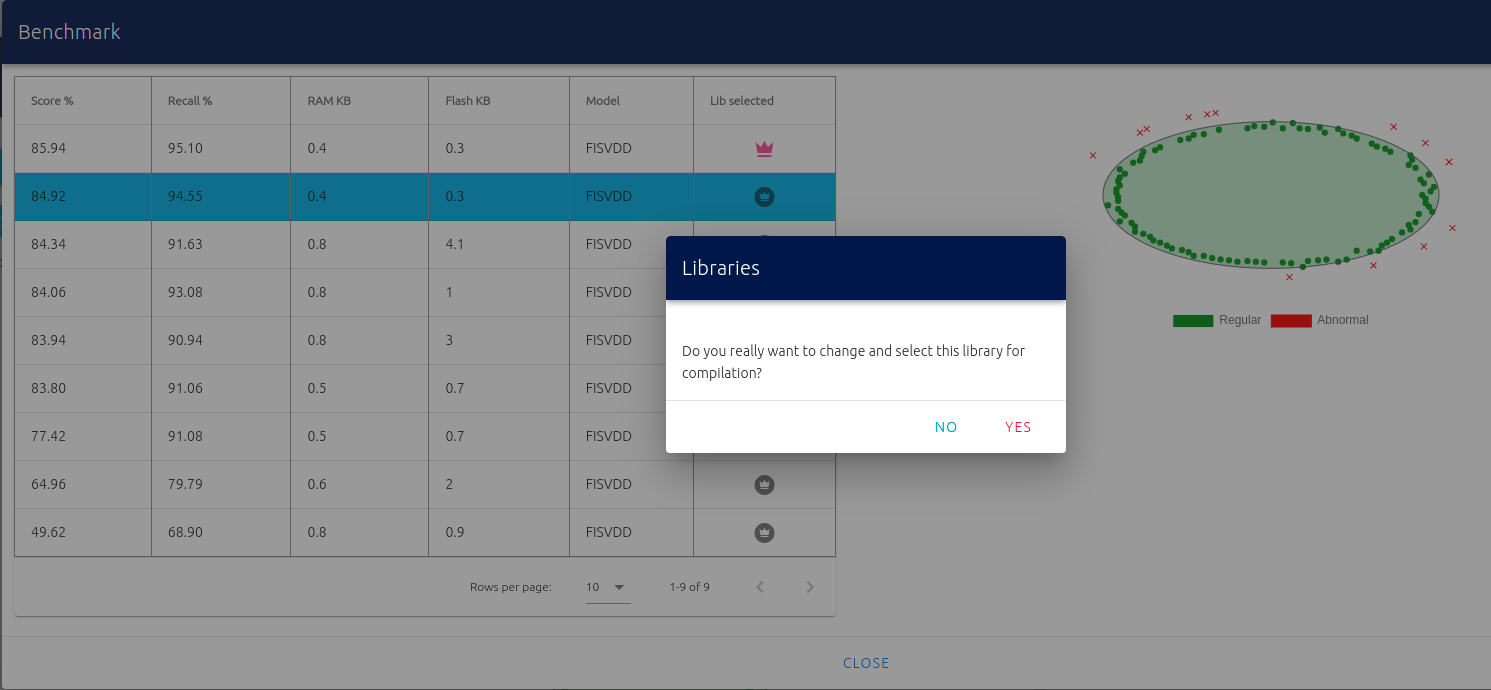 Benchmark
Score % Recall % RAM KB Flash KB Model Lib selected
85.94 95.10 0.4 0.3 FISVDD
84.92 94.55 0.4 0.3 FISVDD
84.34 91.63 0.8 4.1 FISVDD
84.06 93.08 0.8 1 FISVDD
83.94 90.94 0.8 3 FISVDD
83.80 91.06 0.5 0.7 FISVDD
77.42 91.08 0.5 0.7 FISVDD
64.96 79.79 0.6 2 FISVDD
49.62 68.90 0.8 0.9 FISVDD
Rows per page: 10 1-9 of 9
Regular Abnormal
Libraries
Do you really want to change and select this library for
compilation?
NO YES
CLOSE